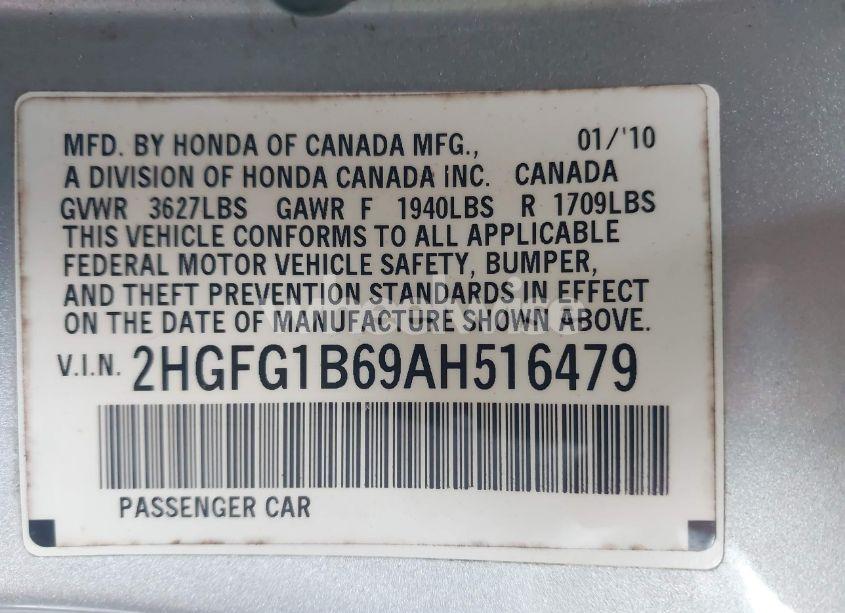 MFD. BY HONDA OF CANADA MFG., 01/'10
A DIVISION OF HONDA CANADA INC. CANADA
GVWR 3627LBS GAWR F 1940LBS R 1709LBS
THIS VEHICLE CONFORMS TO ALL APPLICABLE
FEDERAL MOTOR VEHICLE SAFETY, BUMPER,
AND THEFT PREVENTION STANDARDS IN EFFECT
ON THE DATE OF MANUFACTURE SHOWN ABOVE.
V.I.N. 2HGFG1B69AH516479
PASSENGER CAR